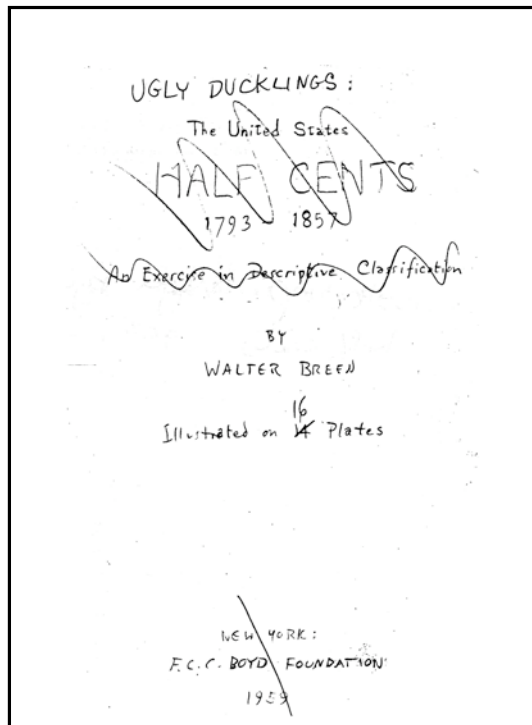 UGLY DUCKLINGS:
The United States
HALF CENTS
1793 1857
An Exercise in Descriptive Classification
BY
WALTER BREEN
16
Illustrated on 14 Plates
NEW YORK:
F.C.C. BOYD FOUNDATION
1959